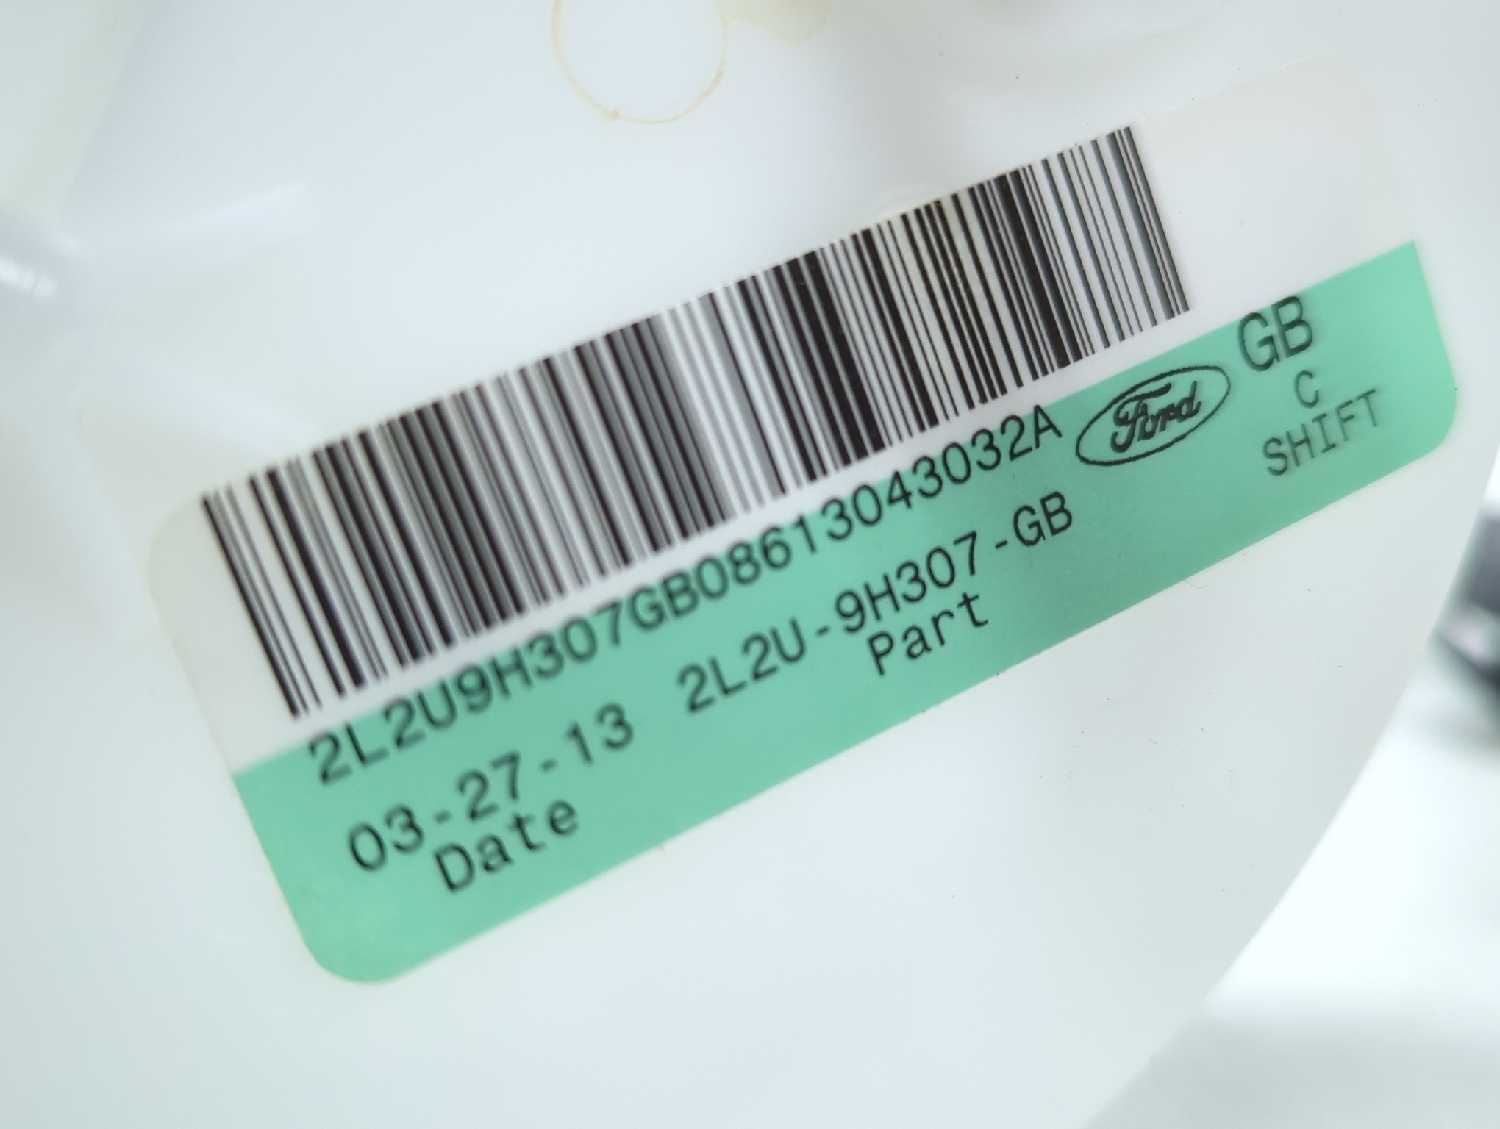 2L2U9H307GB08613043032A
Ford
GB
C
SHIFT
03-27-13 2L2U-9H307-GB
Date
Part